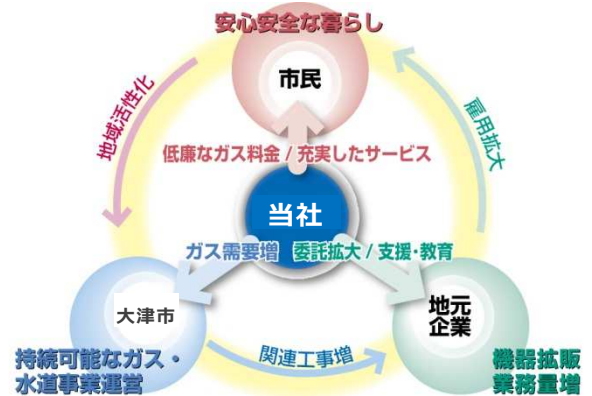 安心安全な暮らし
市民
地域活性化
雇用拡大
低廉なガス料金 / 充実したサービス
当社
ガス需要増
委託拡大 / 支援・教育
大津市
地元
企業
関連工事増
持続可能なガス・
水道事業運営
機器拡販
業務量増